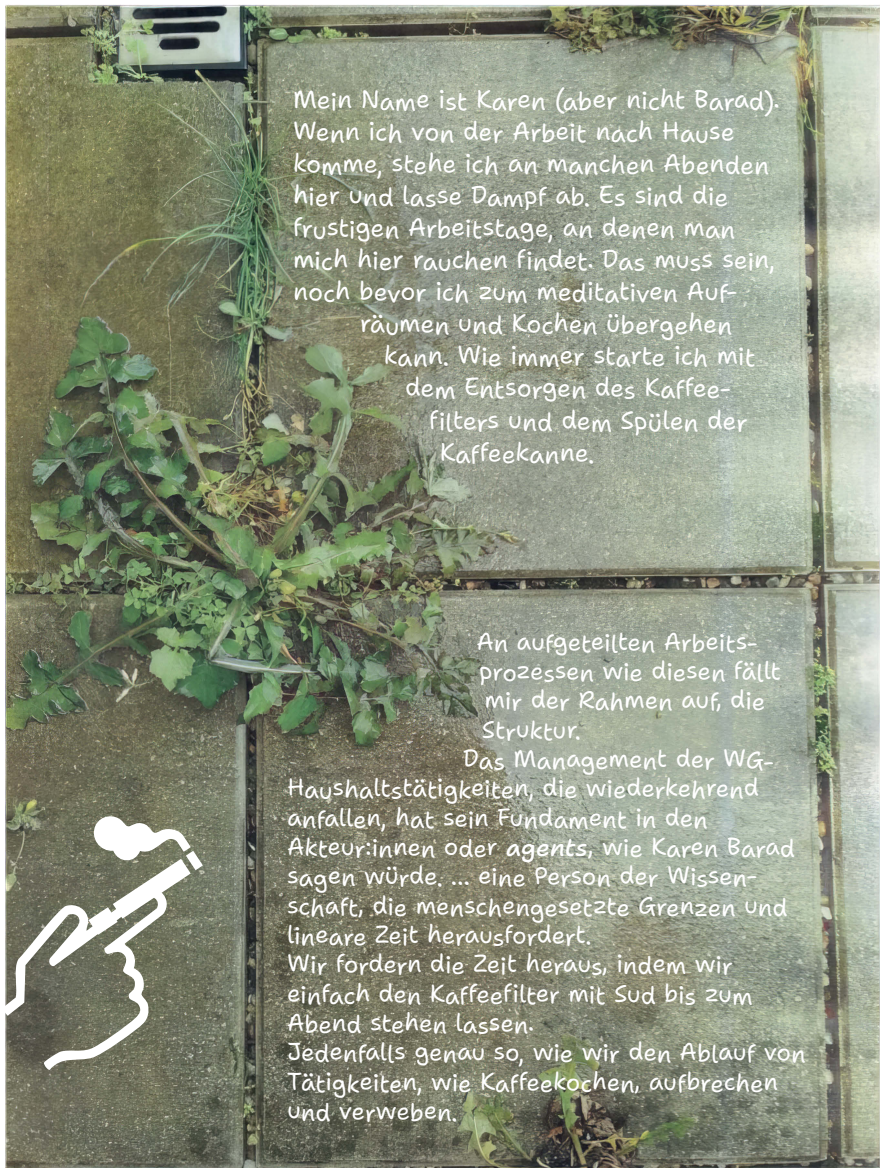 Mein Name ist Karen (aber nicht Barad).
Wenn ich von der Arbeit nach Hause
komme, stehe ich an manchen Abenden
hier und lasse Dampf ab. Es sind die
frustigen Arbeitstage, an denen man
mich hier rauchen findet. Das muss sein,
noch bevor ich zum meditativen Auf-
räumen und Kochen übergehen
kann. Wie immer starte ich mit
dem Entsorgen des Kaffee-
filters und dem Spülen der
Kaffeekanne.
An aufgeteilten Arbeits-
prozessen wie diesen fällt
mir der Rahmen auf, die
Struktur.
Das Management der WG-
Haushaltstätigkeiten, die wiederkehrend
anfallen, hat sein Fundament in den
Akteur:innen oder agents, wie Karen Barad
sagen würde. ... eine Person der Wissen-
schaft, die menschengesetzte Grenzen und
lineare Zeit herausfordert.
Wir fordern die Zeit heraus, indem wir
einfach den Kaffeefilter mit Sud bis zum
Abend stehen lassen.
Jedenfalls genau so, wie wir den Ablauf von
Tätigkeiten, wie Kaffeekochen, aufbrechen
und verweben.